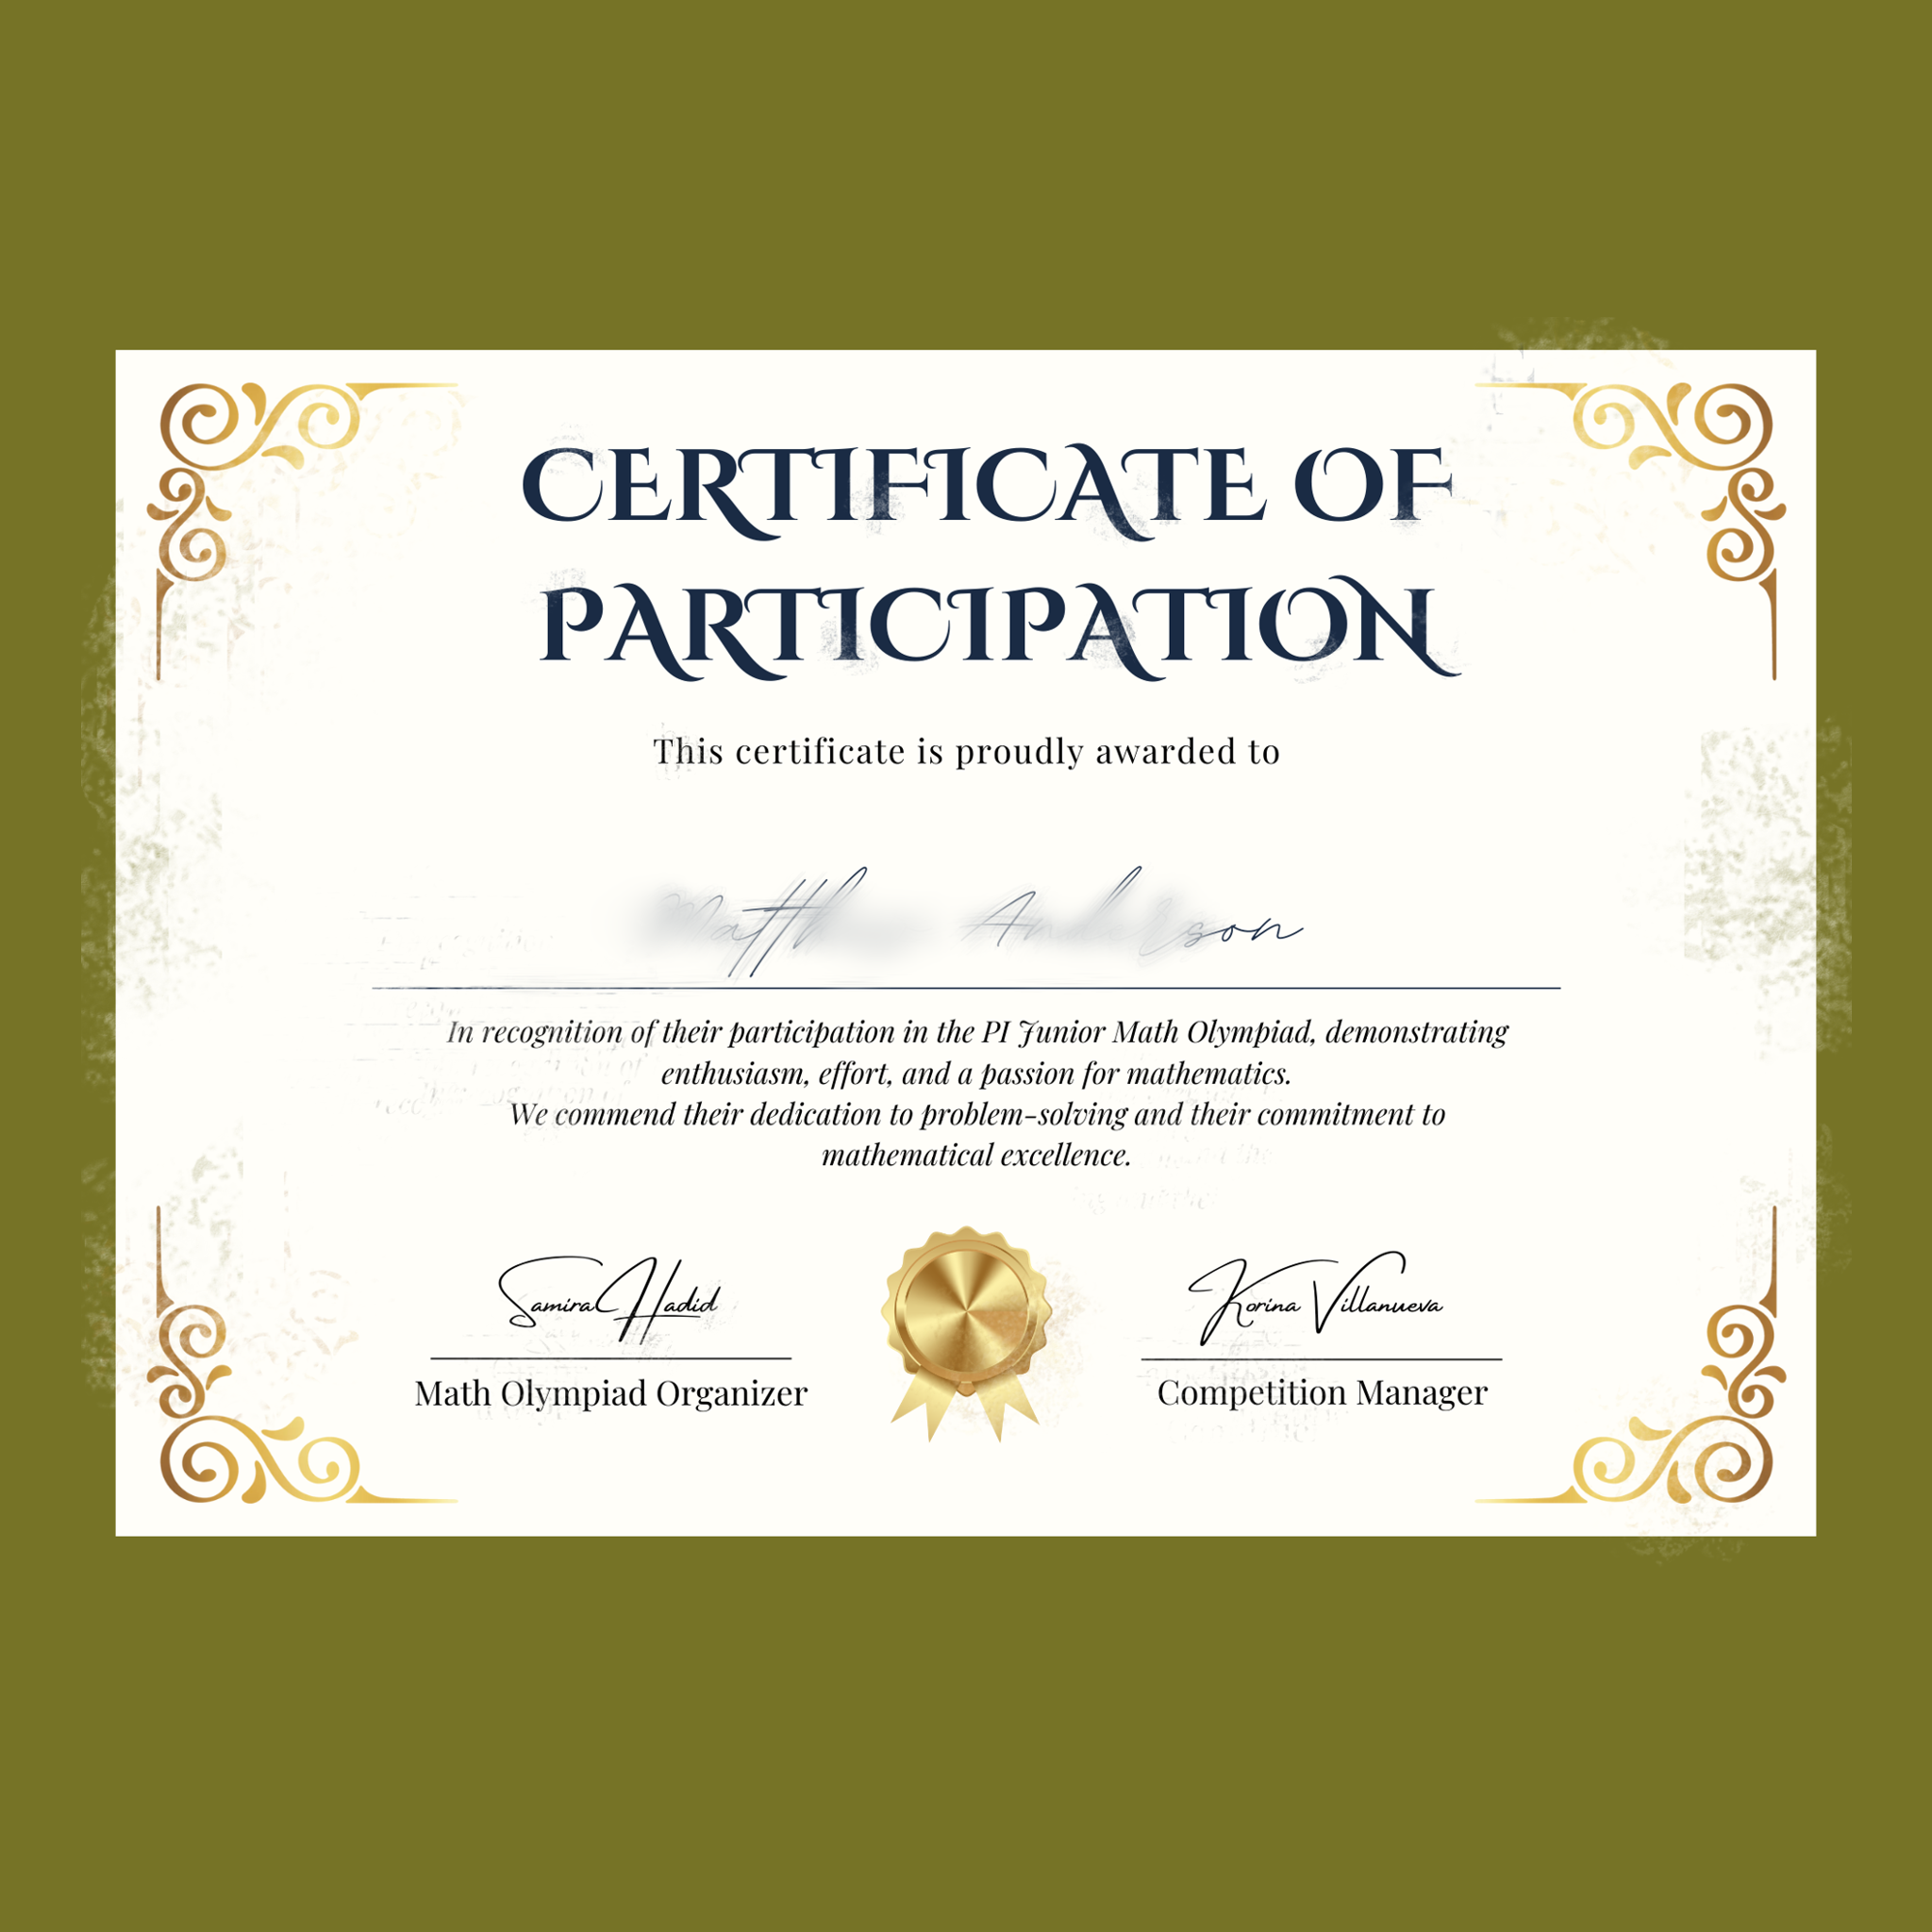 CERTIFICATE OF
PARTICIPATION
This certificate is proudly awarded to
Matthew Anderson
In recognition of their participation in the PI Junior Math Olympiad, demonstrating
enthusiasm, effort, and a passion for mathematics.
We commend their dedication to problem-solving and their commitment to
mathematical excellence.
Samira Hadid
Korina Villanueva
Math Olympiad Organizer
Competition Manager